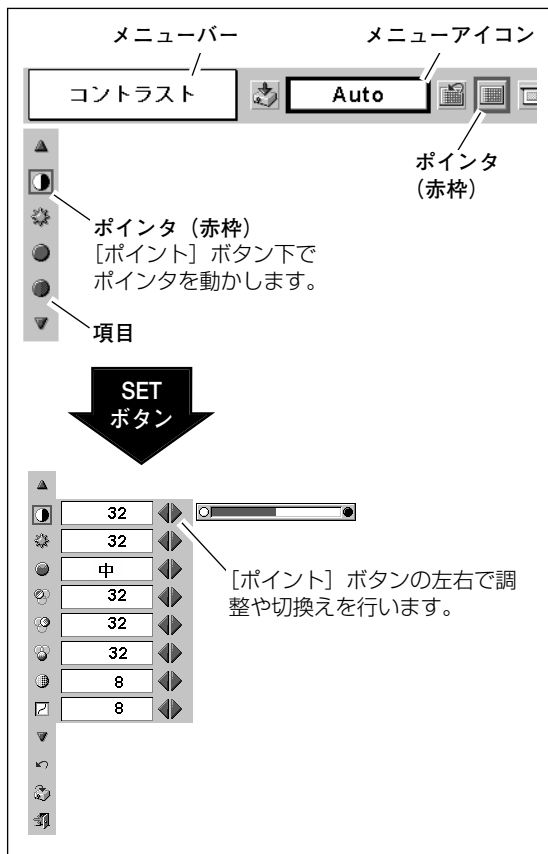 メニューバー
メニューアイコン
コントラスト
Auto
ポインタ
（赤枠）
ポインタ（赤枠）
［ポイント］ボタン下で
ポインタを動かします。
項目
SET
ボタン
32
32
中
32
32
32
8
8
［ポイント］ボタンの左右で調
整や切換えを行います。